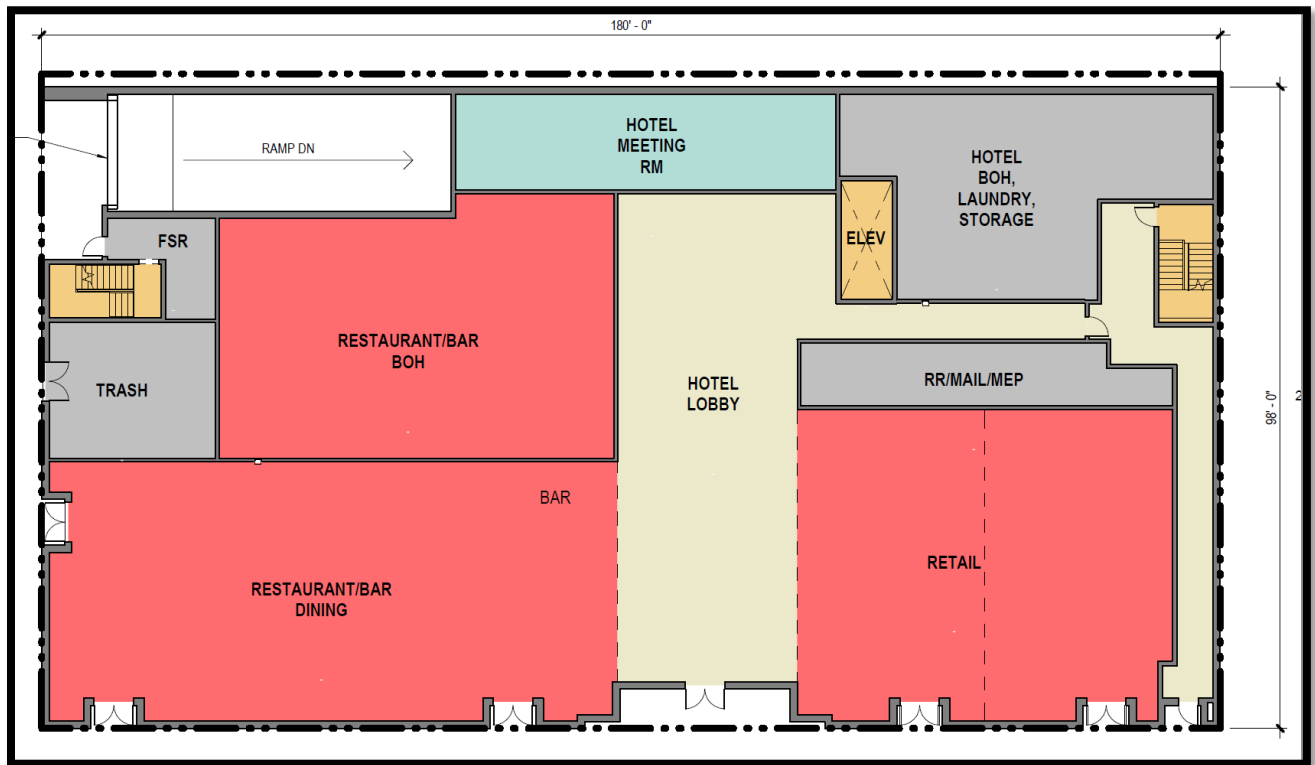 180' - 0"
RAMP DN
HOTEL
MEETING
RM
HOTEL
BOH,
LAUNDRY,
STORAGE
FSR
ELEV
RESTAURANT/BAR
BOH
TRASH
HOTEL
LOBBY
RR/MAIL/MEP
98' - 0"
2
BAR
RETAIL
RESTAURANT/BAR
DINING